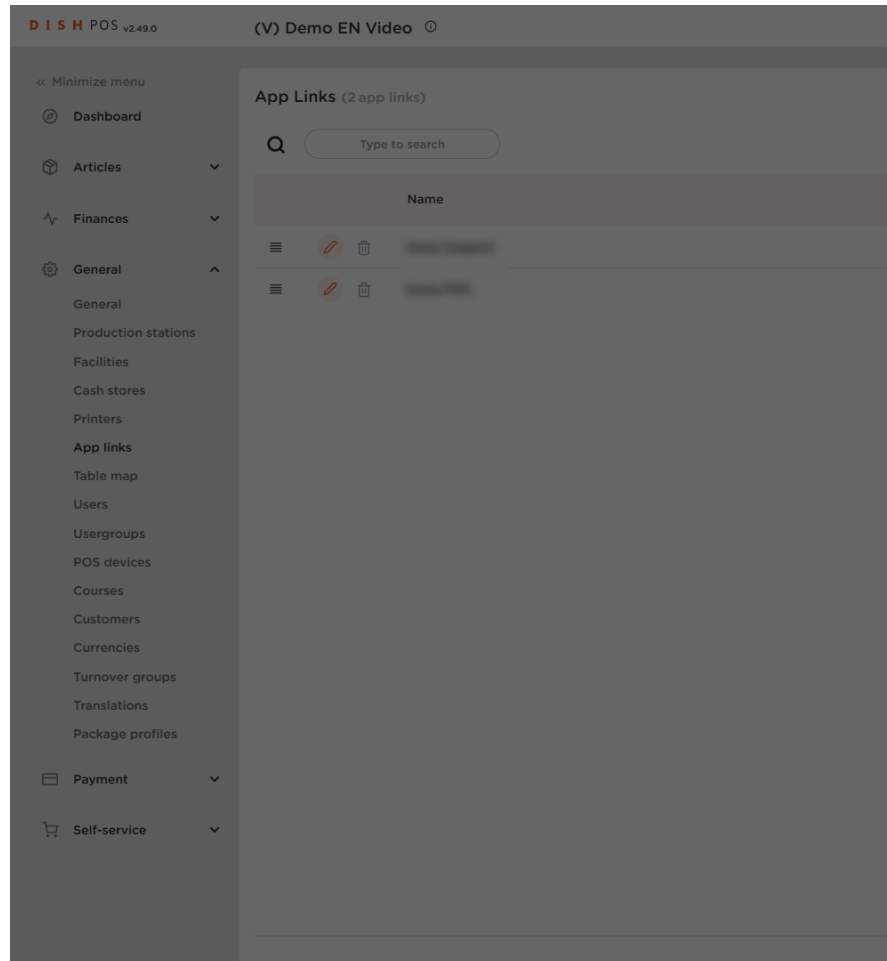 DISH POS v2.49.0
(V) Demo EN Video
« Minimize menu
Dashboard
Articles
Finances
General
General
Production stations
Facilities
Cash stores
Printers
App links
Table map
Users
Usergroups
POS devices
Courses
Customers
Currencies
Turnover groups
Translations
Package profiles
Payment
Self-service
App Links (2 app links)
Type to search
Name